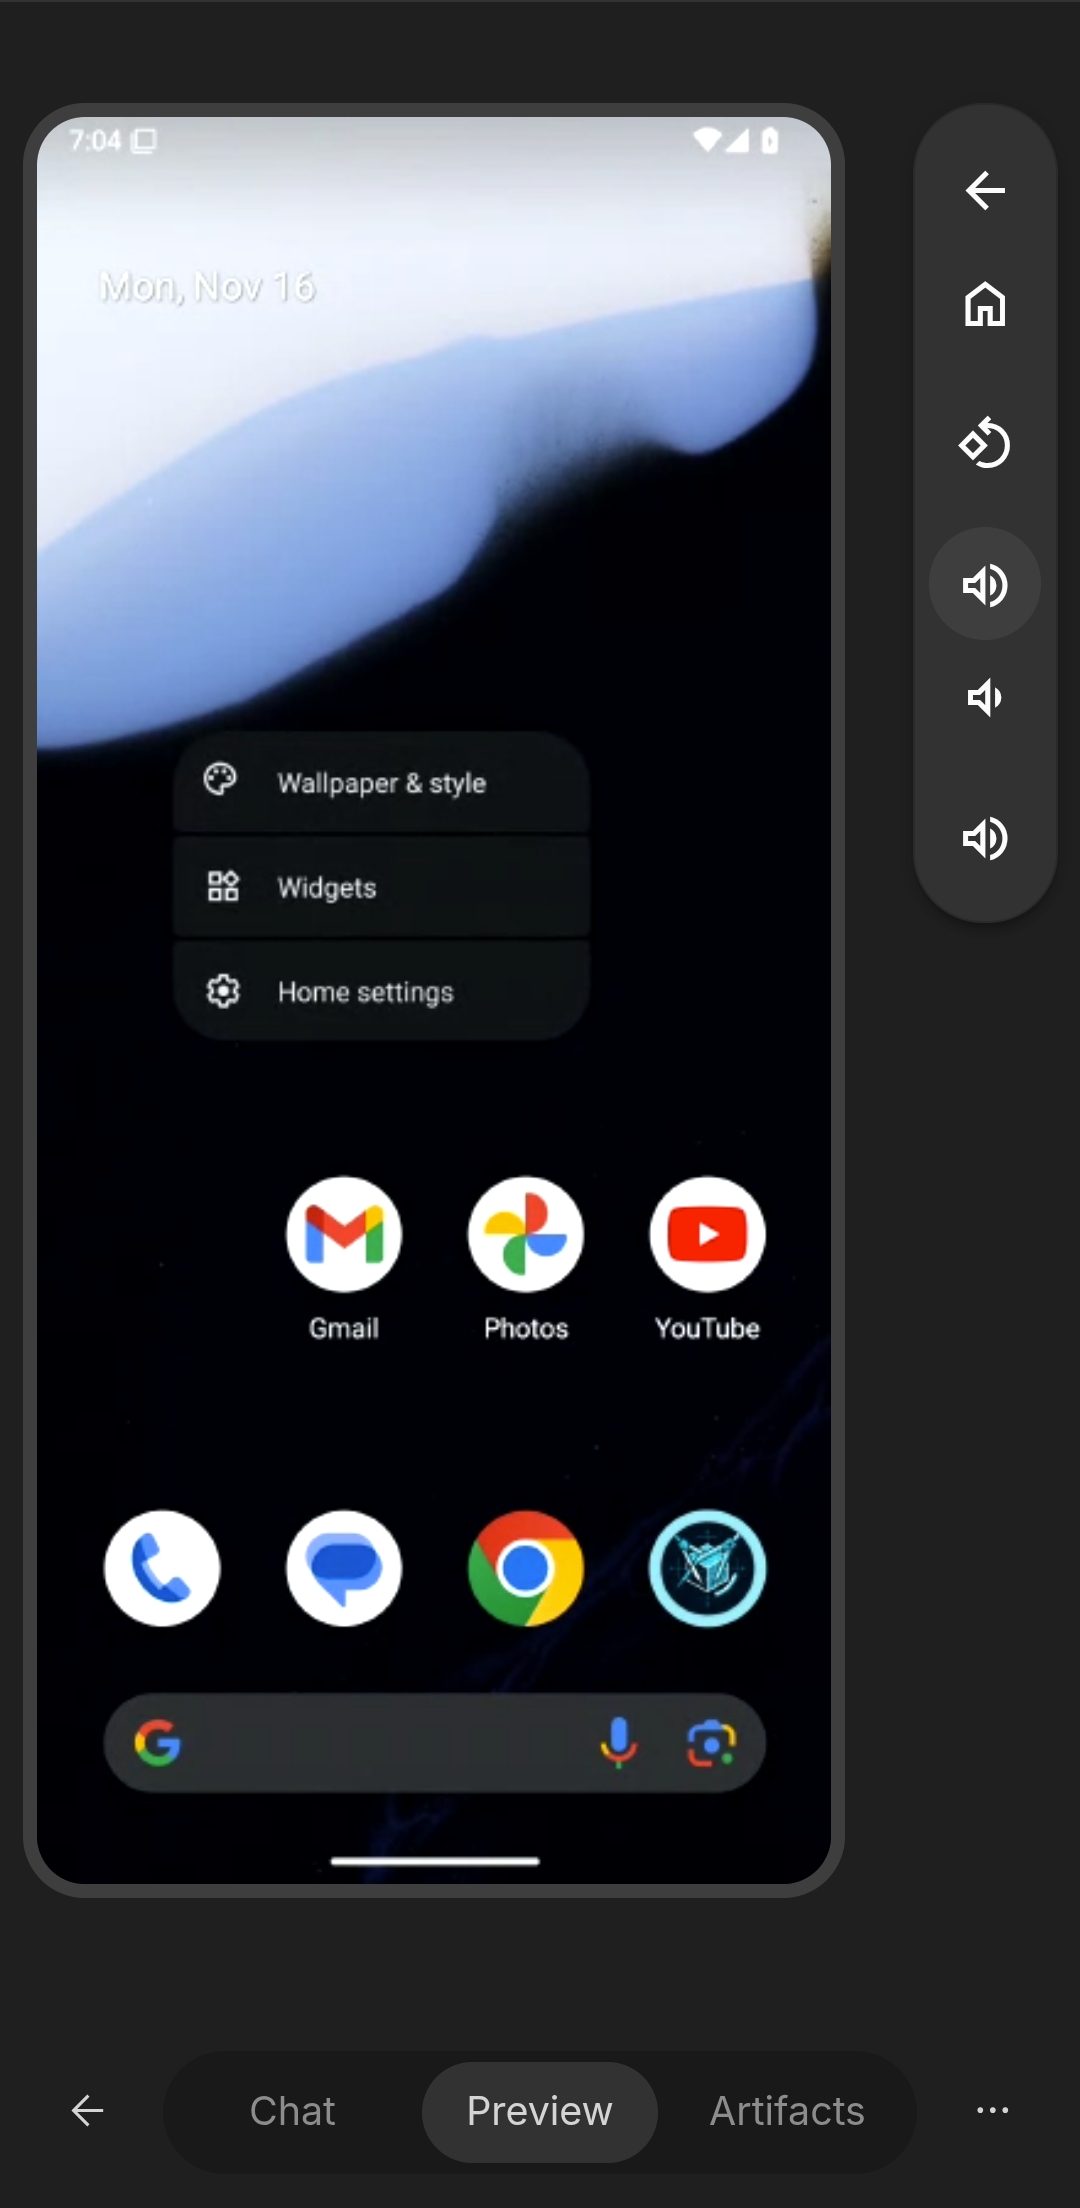 7:04
Mon, Nov 16
Wallpaper & style
Widgets
Home settings
Gmail
Photos
YouTube
Chat
Preview
Artifacts